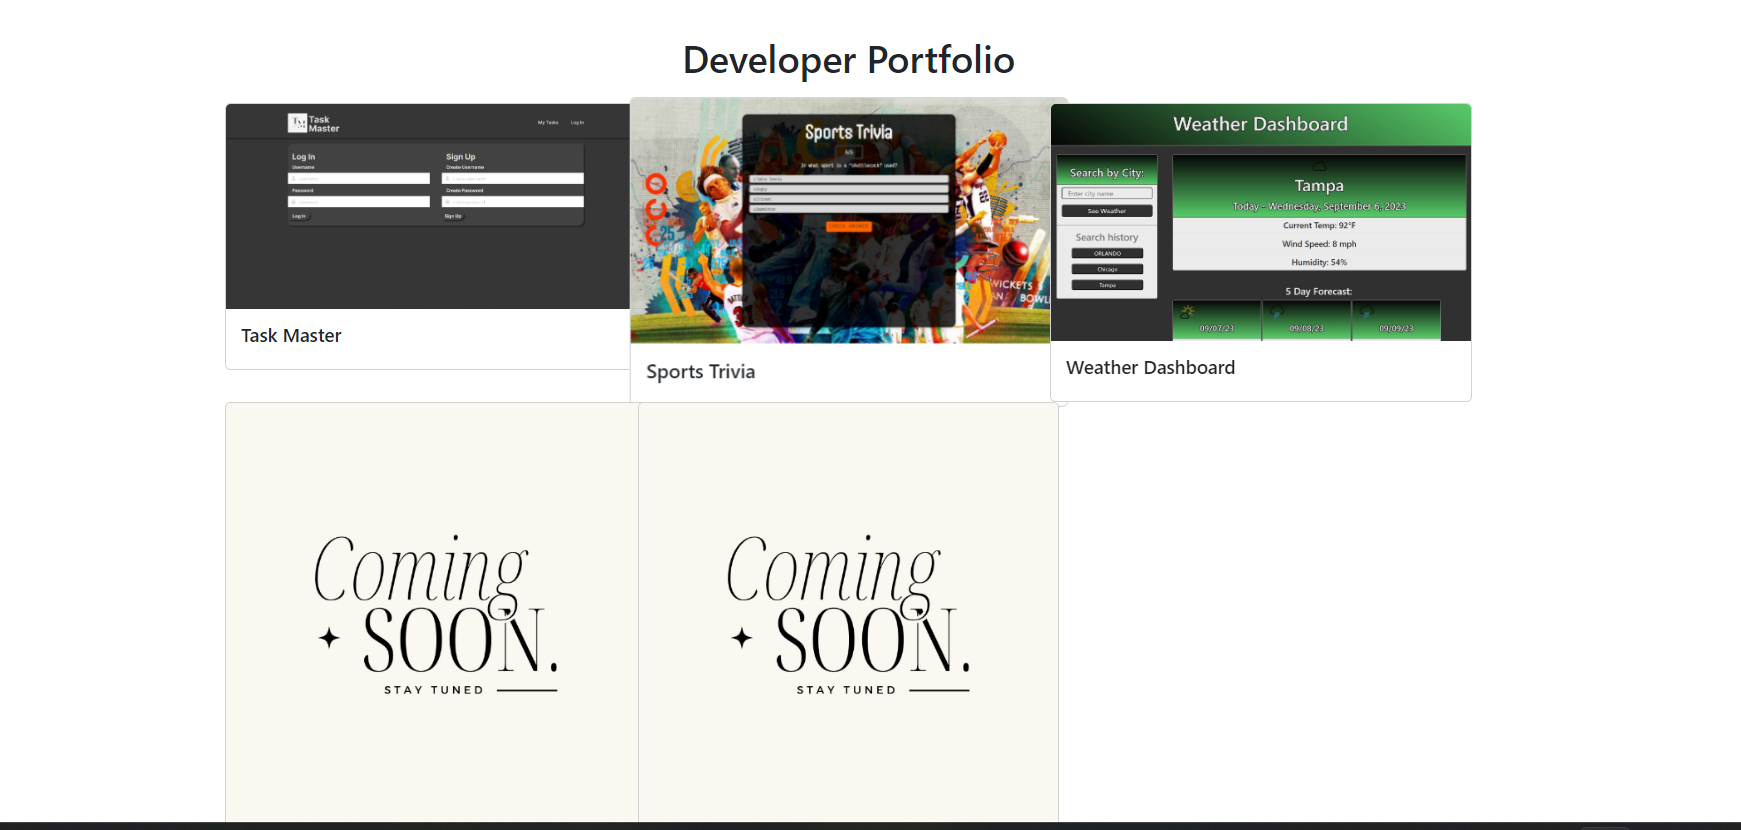 Developer Portfolio
Task
Master
My Tasks
Log In
Log In
Sign Up
Username
Create Username
Password
Create Password
Log In
Sign Up
Task Master
Sports Trivia
In what sport is a "shuttlecock" used?
CHECK ANSWER
WICKETS
BOWL
Sports Trivia
Weather Dashboard
Search by City:
Enter city name
See Weather
Search history
ORLANDO
Chicago
Tampa
Tampa
Today - Wednesday, September 6, 2023
Current Temp: 92°F
Wind Speed: 8 mph
Humidity: 54%
5 Day Forecast:
09/07/23
09/08/23
09/09/23
Weather Dashboard
Coming
SOON.
STAY TUNED
Coming
SOON.
STAY TUNED